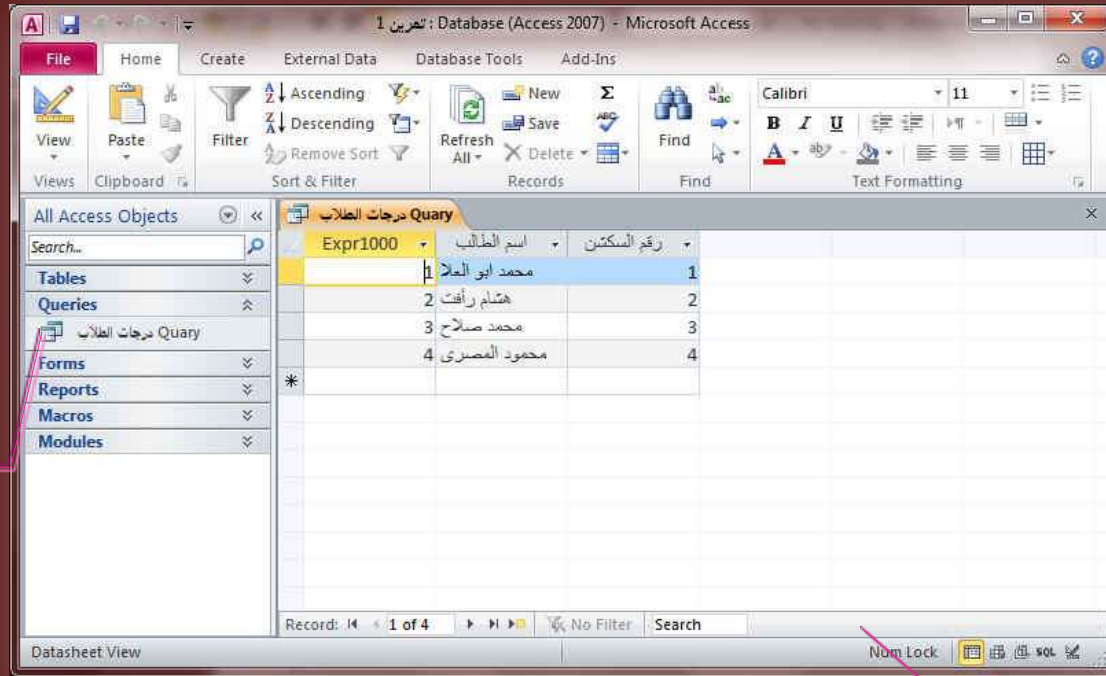 تمرين 1 : Database (Access 2007) - Microsoft Access
File Home Create External Data Database Tools Add-Ins
View Paste Filter Ascending Descending Remove Sort Refresh All New Save Delete Find Calibri 11
B I U
Views Clipboard Sort & Filter Records Find Text Formatting
All Access Objects
Search...
Tables
Queries
درجات الطلاب Quary
Forms
Reports
Macros
Modules
درجات الطلاب Quary
Expr1000 اسم الطالب رقم السكشن
1 محمد ابو العلا 1
2 هشام رأفت 2
3 محمد صلاح 3
4 محمود المصرى 4
Record: 1 of 4 No Filter Search
Datasheet View Num Lock SQL